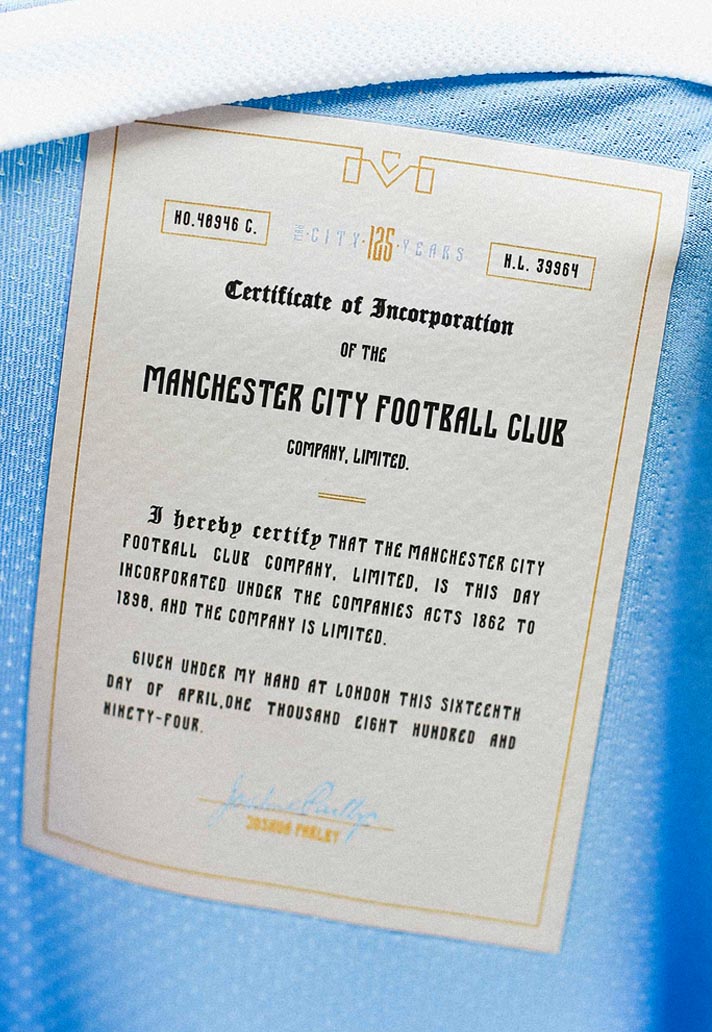 NO.40946 C.
THE·CITY·125·YEARS
N.L. 39964
Certificate of Incorporation
OF THE
MANCHESTER CITY FOOTBALL CLUB
COMPANY, LIMITED.
I hereby certify THAT THE MANCHESTER CITY
FOOTBALL CLUB COMPANY, LIMITED, IS THIS DAY
INCORPORATED UNDER THE COMPANIES ACTS 1862 TO
1890, AND THE COMPANY IS LIMITED.
GIVEN UNDER MY HAND AT LONDON THIS SIXTEENTH
DAY OF APRIL,ONE THOUSAND EIGHT HUNDRED AND
NINETY-FOUR.
JOSHUA PARLBY